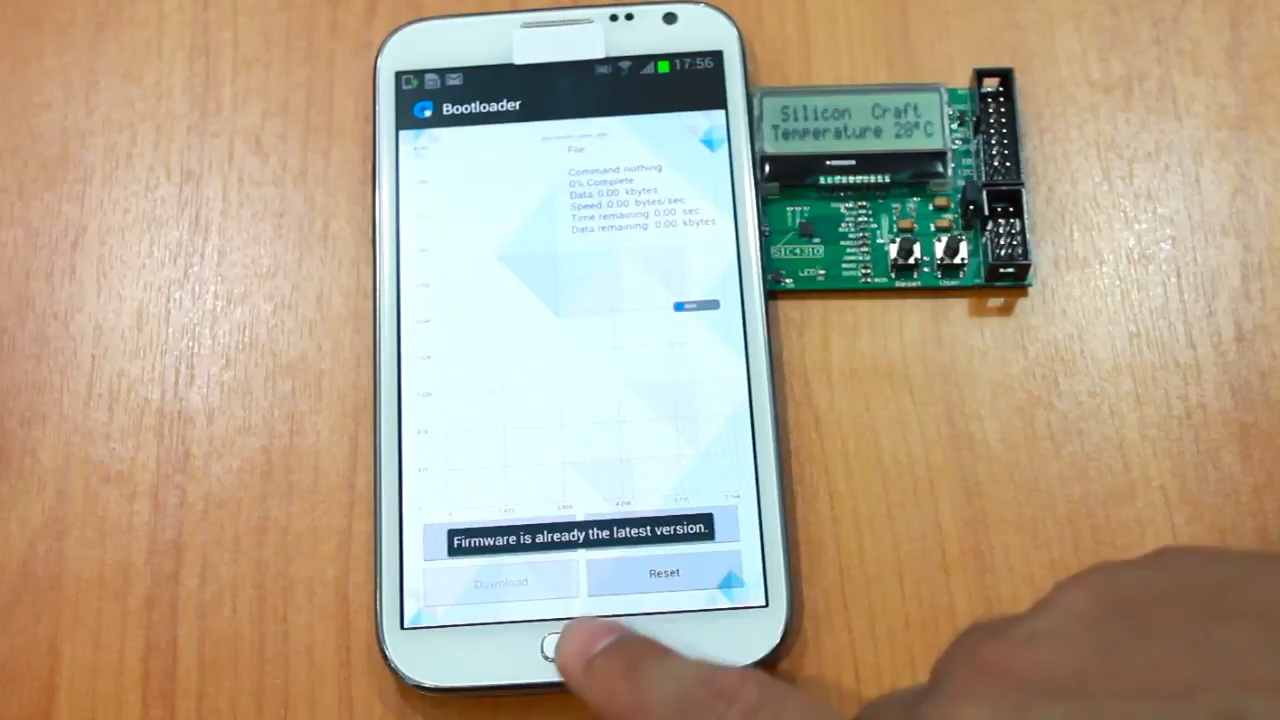 17:56
Bootloader
File
Command nothing
0% Complete
Data 0.00 kbytes
Speed 0.00 bytes/sec
Time remaining 0.00 sec
Data remaining: 0.00 kbytes
Firmware is already the latest version.
Download
Reset
Silicon Craft
Temperature 28°C
SIC4310
LED
Reset
User